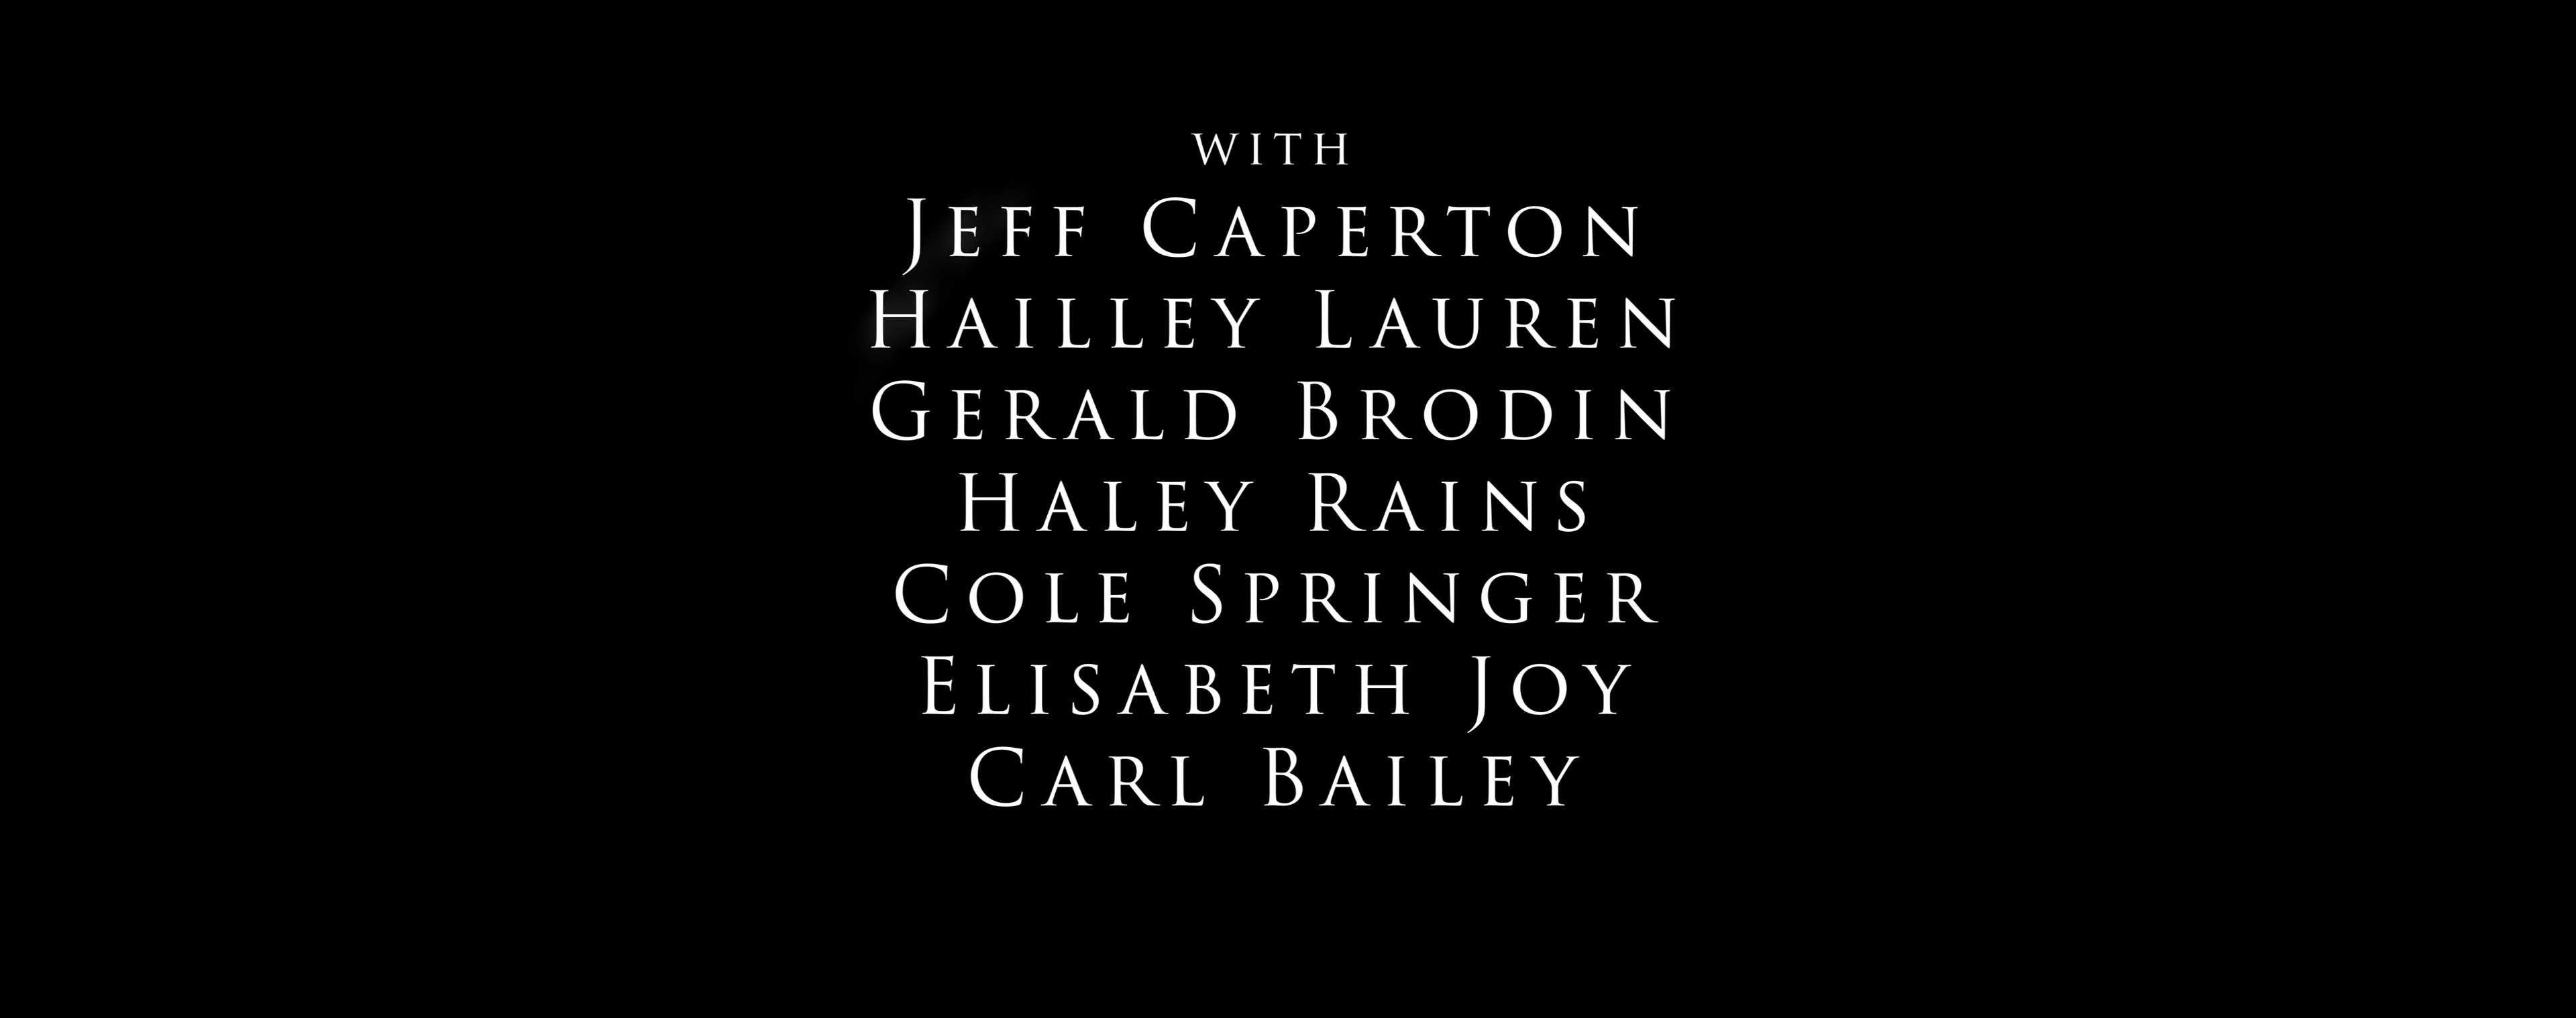 WITH
JEFF CAPERTON
HAILLEY LAUREN
GERALD BRODIN
HALEY RAINS
COLE SPRINGER
ELISABETH JOY
CARL BAILEY